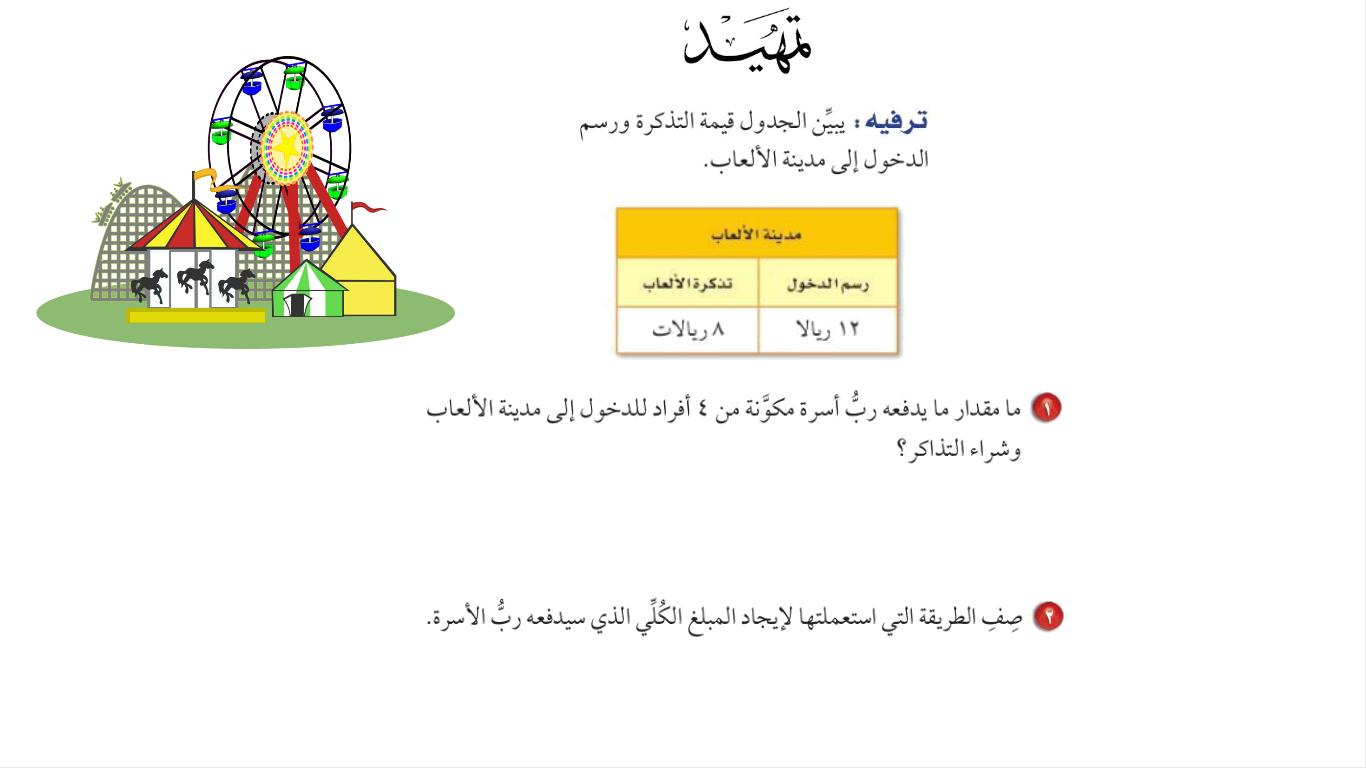 تمهيد
ترفيه : يبيِّن الجدول قيمة التذكرة ورسم
الدخول إلى مدينة الألعاب.
مدينة الألعاب
رسم الدخول تذكرة الألعاب
١٢ ريالا ٨ ريالات
١ ما مقدار ما يدفعه ربُّ أسرة مكوَّنة من ٤ أفراد للدخول إلى مدينة الألعاب
وشراء التذاكر؟
٢ صِفِ الطريقة التي استعملتها لإيجاد المبلغ الكُلِّي الذي سيدفعه ربُّ الأسرة.